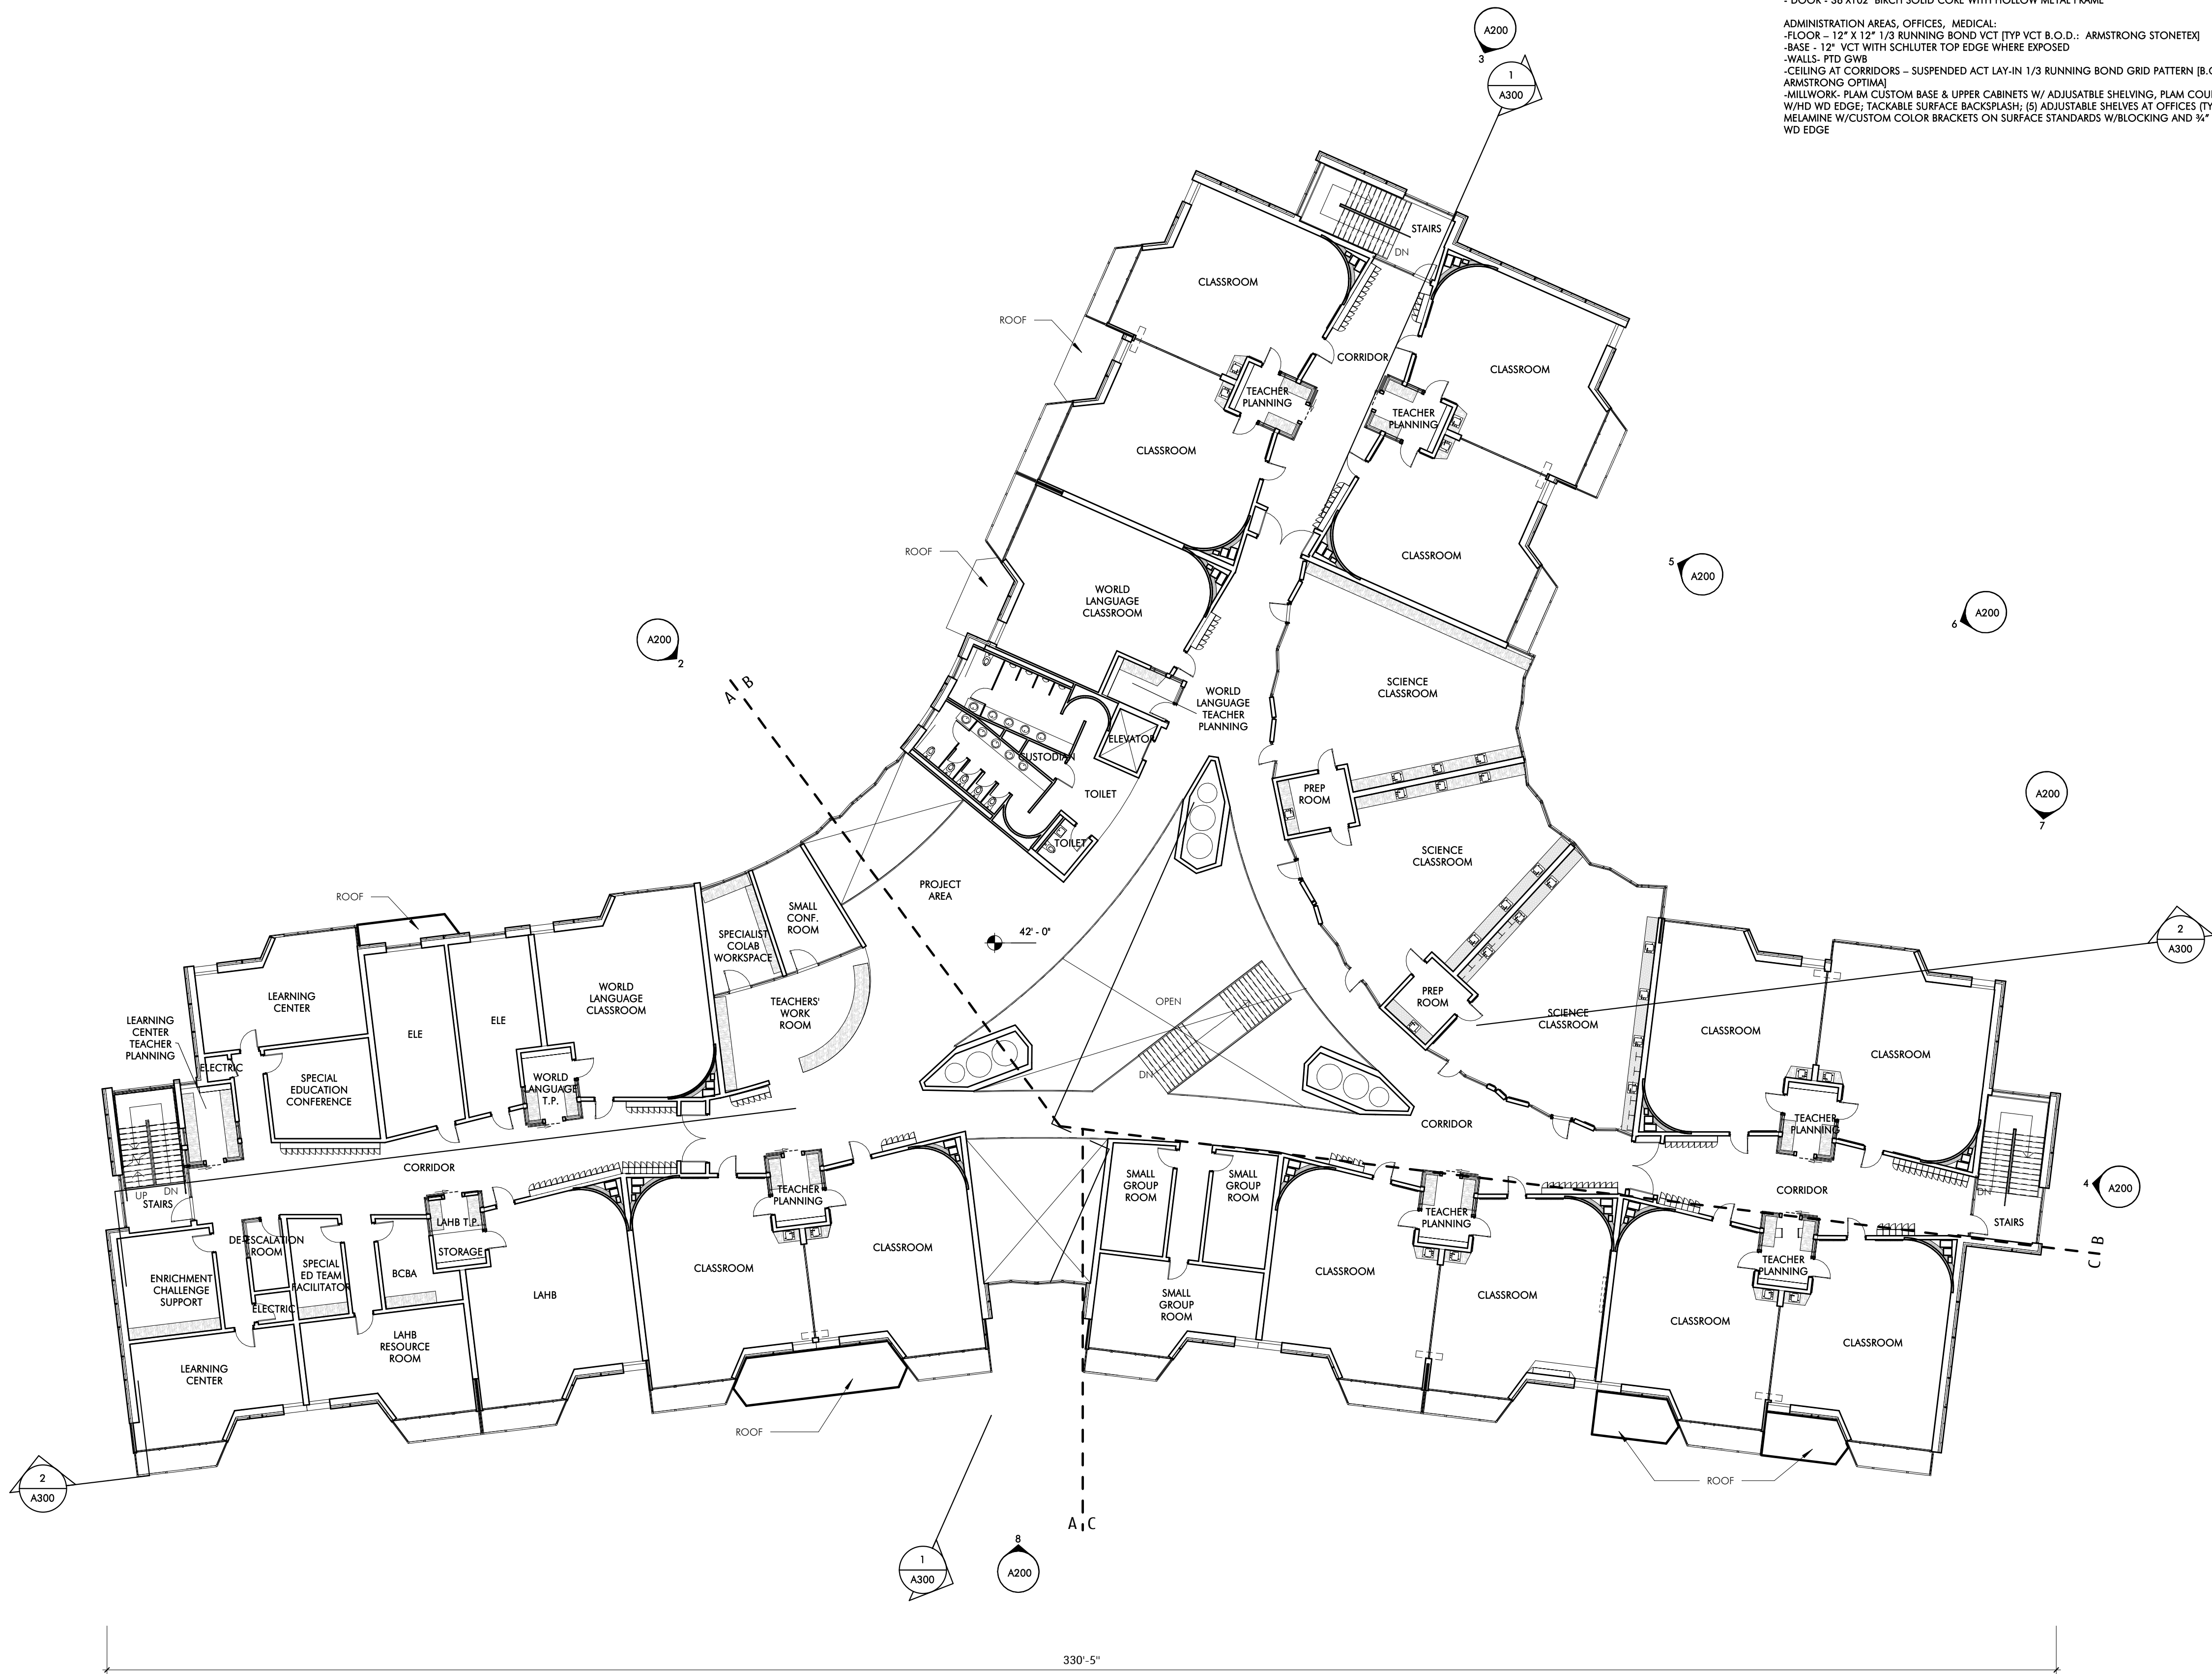 - DOOR - 36"X102" BIRCH SOLID CORE WITH HOLLOW METAL FRAME
ADMINISTRATION AREAS, OFFICES, MEDICAL:
-FLOOR – 12" X 12" 1/3 RUNNING BOND VCT [TYP VCT B.O.D.: ARMSTRONG STONETEX]
-BASE - 12" VCT WITH SCHLUTER TOP EDGE WHERE EXPOSED
-WALLS- PTD GWB
-CEILING AT CORRIDORS – SUSPENDED ACT LAY-IN 1/3 RUNNING BOND GRID PATTERN
ARMSTRONG OPTIMA]
-MILLWORK- PLAM CUSTOM BASE & UPPER CABINETS W/ ADJUSATBLE SHELVING, PLAM
W/HD WD EDGE; TACKABLE SURFACE BACKSPLASH; (5) ADJUSTABLE SHELVES AT OFFICES
MELAMINE W/CUSTOM COLOR BRACKETS ON SURFACE STANDARDS W/BLOCKING AND ¾"
WD EDGE
A200
3
1
A300
STAIRS
DN
CLASSROOM
ROOF
CORRIDOR
CLASSROOM
TEACHER
PLANNING
TEACHER
PLANNING
CLASSROOM
ROOF
CLASSROOM
5
A200
WORLD
LANGUAGE
CLASSROOM
6
A200
A200
2
A B
SCIENCE
CLASSROOM
WORLD
LANGUAGE
TEACHER
PLANNING
ELEVATOR
CUSTODIAN
TOILET
TOILET
PREP
ROOM
A200
7
SCIENCE
CLASSROOM
PROJECT
AREA
ROOF
SMALL
CONF.
ROOM
SPECIALIST
COLAB
WORKSPACE
42' - 0"
2
A300
LEARNING
CENTER
WORLD
LANGUAGE
CLASSROOM
TEACHERS'
WORK
ROOM
OPEN
PREP
ROOM
SCIENCE
CLASSROOM
CLASSROOM
CLASSROOM
LEARNING
CENTER
TEACHER
PLANNING
ELE
ELE
ELECTRIC
SPECIAL
EDUCATION
CONFERENCE
WORLD
LANGUAGE
T.P.
DN
TEACHER
PLANNING
CORRIDOR
CORRIDOR
UP
DN
STAIRS
LAHB T.P.
STORAGE
TEACHER
PLANNING
SMALL
GROUP
ROOM
SMALL
GROUP
ROOM
TEACHER
PLANNING
CORRIDOR
DN
STAIRS
4
A200
DE-ESCALATION
ROOM
ENRICHMENT
CHALLENGE
SUPPORT
SPECIAL
ED TEAM
FACILITATOR
BCBA
ELECTRIC
LAHB
CLASSROOM
CLASSROOM
SMALL
GROUP
ROOM
CLASSROOM
CLASSROOM
TEACHER
PLANNING
C B
LAHB
RESOURCE
ROOM
LEARNING
CENTER
CLASSROOM
CLASSROOM
ROOF
ROOF
2
A300
A C
1
A300
8
A200
330'-5"